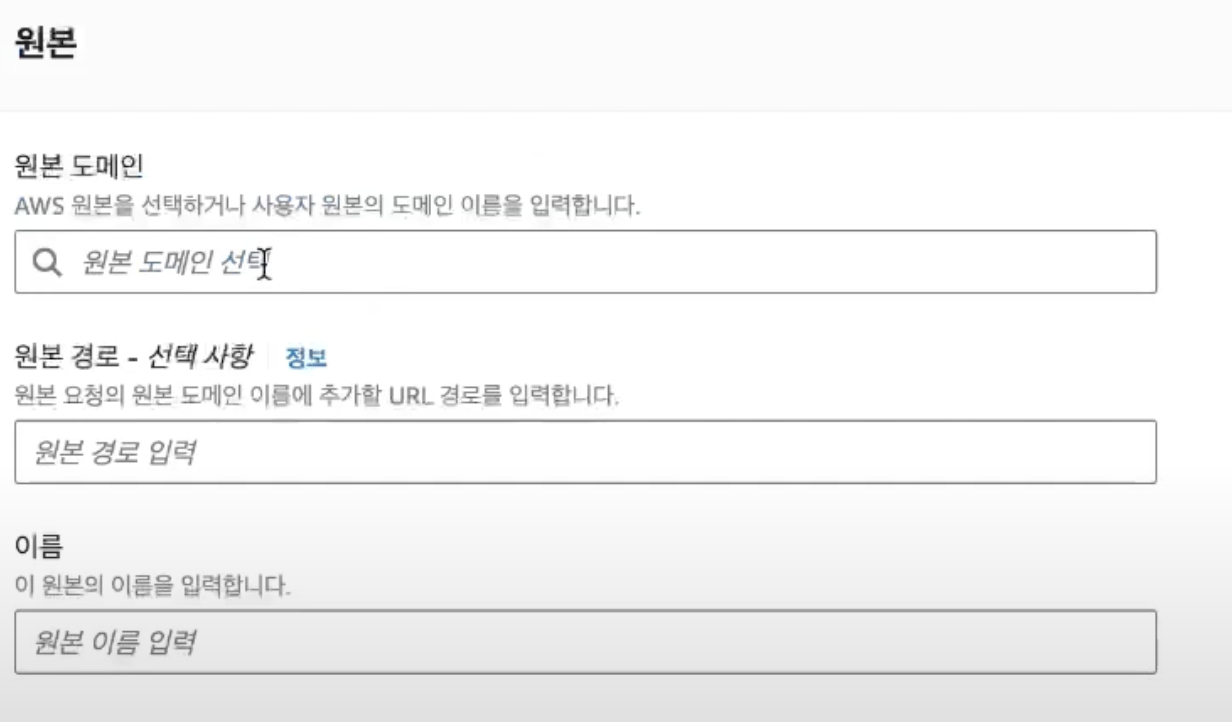 원본
원본 도메인
AWS 원본을 선택하거나 사용자 원본의 도메인 이름을 입력합니다.
원본 도메인 선택
원본 경로 - 선택 사항 정보
원본 요청의 원본 도메인 이름에 추가할 URL 경로를 입력합니다.
원본 경로 입력
이름
이 원본의 이름을 입력합니다.
원본 이름 입력